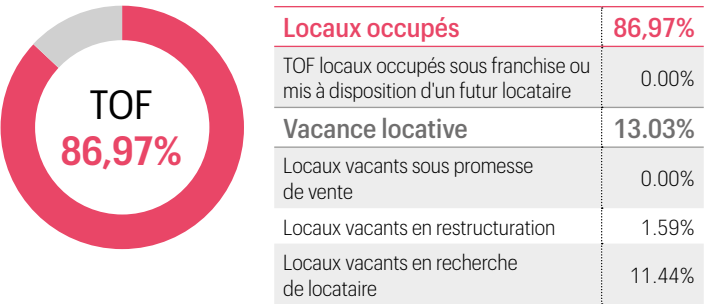 TOF
86,97%
Locaux occupés 86,97%
TOF locaux occupés sous franchise ou
mis à disposition d'un futur locataire 0.00%
Vacance locative 13.03%
Locaux vacants sous promesse
de vente 0.00%
Locaux vacants en restructuration 1.59%
Locaux vacants en recherche
de locataire 11.44%